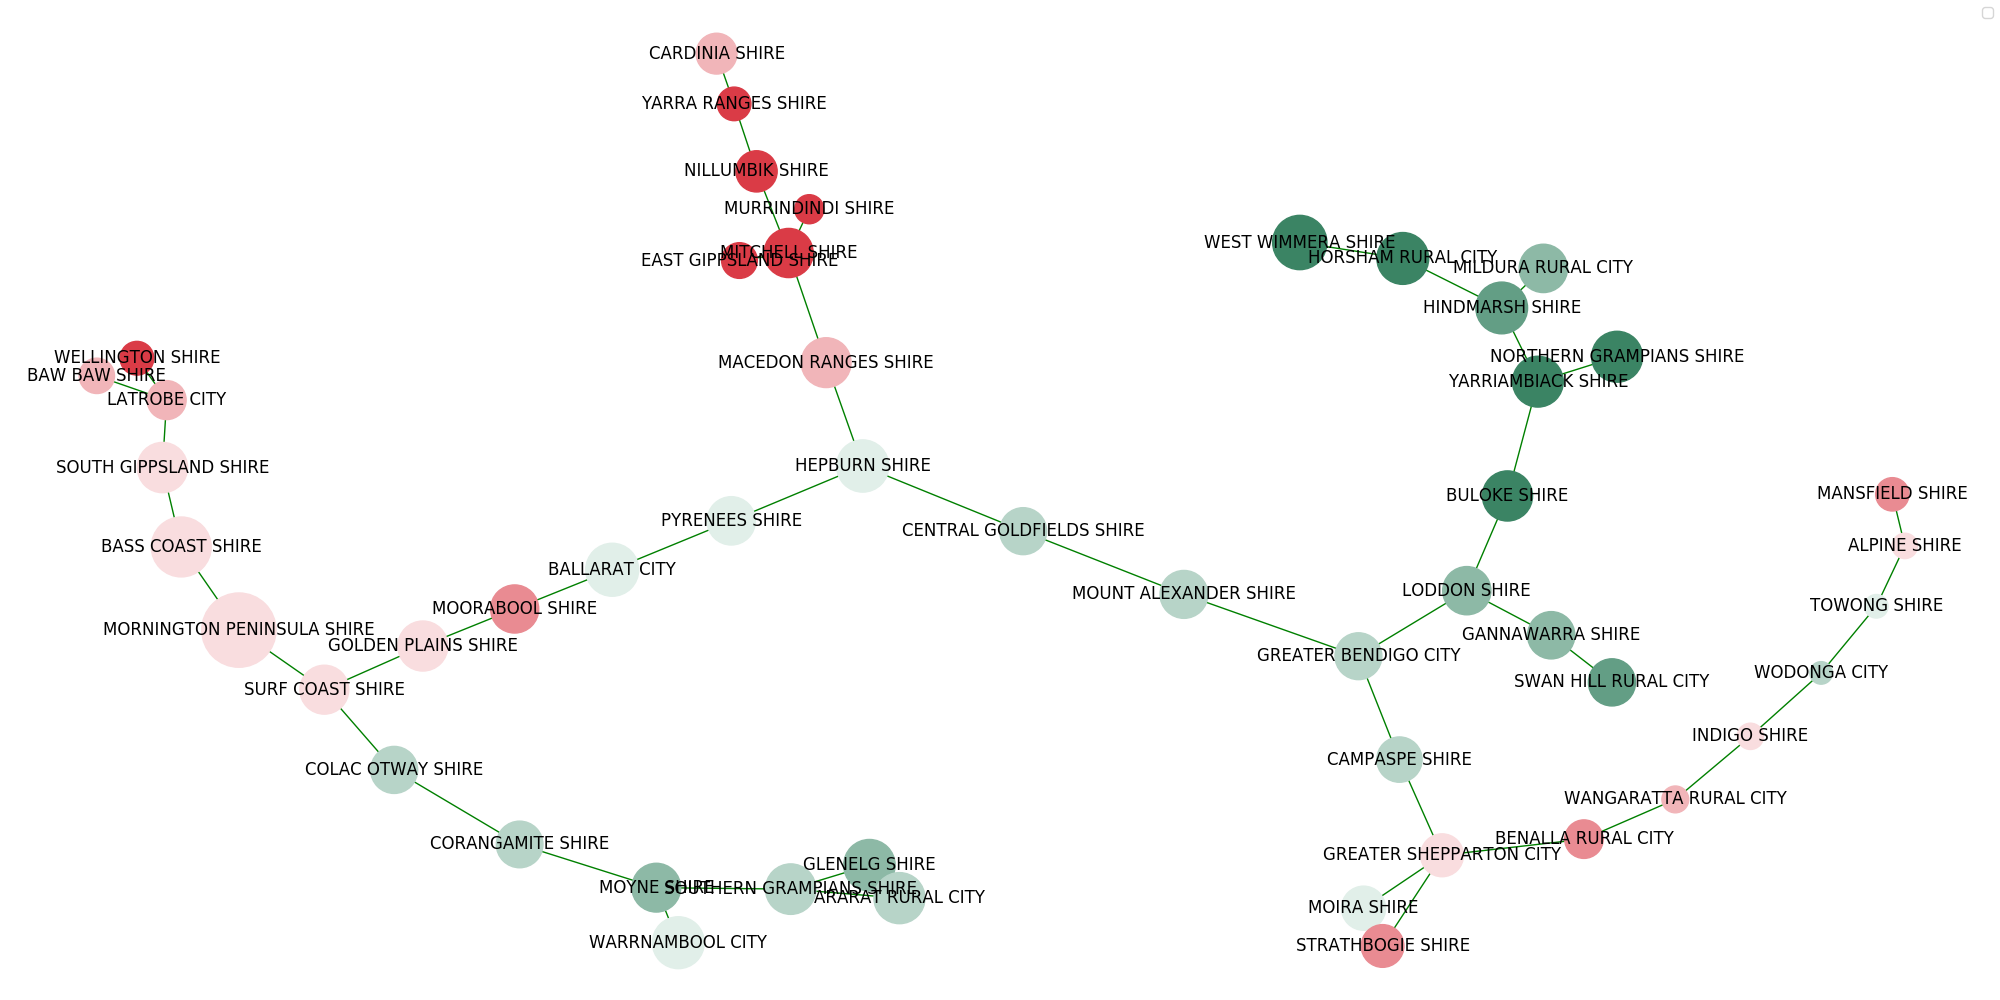 CARDINIA SHIRE
YARRA RANGES SHIRE
NILLUMBIK SHIRE
MURRINDINDI SHIRE
MITCHELL SHIRE
EAST GIPPSLAND SHIRE
WEST WIMMERA SHIRE
HORSHAM RURAL CITY
MILDURA RURAL CITY
HINDMARSH SHIRE
NORTHERN GRAMPIANS SHIRE
YARRIAMBIACK SHIRE
WELLINGTON SHIRE
BAW BAW SHIRE
LATROBE CITY
MACEDON RANGES SHIRE
SOUTH GIPPSLAND SHIRE
HEPBURN SHIRE
BULOKE SHIRE
MANSFIELD SHIRE
PYRENEES SHIRE
CENTRAL GOLDFIELDS SHIRE
BASS COAST SHIRE
ALPINE SHIRE
BALLARAT CITY
MOUNT ALEXANDER SHIRE
LODDON SHIRE
TOWONG SHIRE
MOORABOOL SHIRE
MORNINGTON PENINSULA SHIRE
GOLDEN PLAINS SHIRE
GANNAWARRA SHIRE
GREATER BENDIGO CITY
SWAN HILL RURAL CITY
WODONGA CITY
SURF COAST SHIRE
INDIGO SHIRE
CAMPASPE SHIRE
COLAC OTWAY SHIRE
WANGARATTA RURAL CITY
BENALLA RURAL CITY
CORANGAMITE SHIRE
GREATER SHEPPARTON CITY
GLENELG SHIRE
MOYNE SHIRE
SOUTHERN GRAMPIANS SHIRE
ARARAT RURAL CITY
MOIRA SHIRE
WARRNAMBOOL CITY
STRATHBOGIE SHIRE